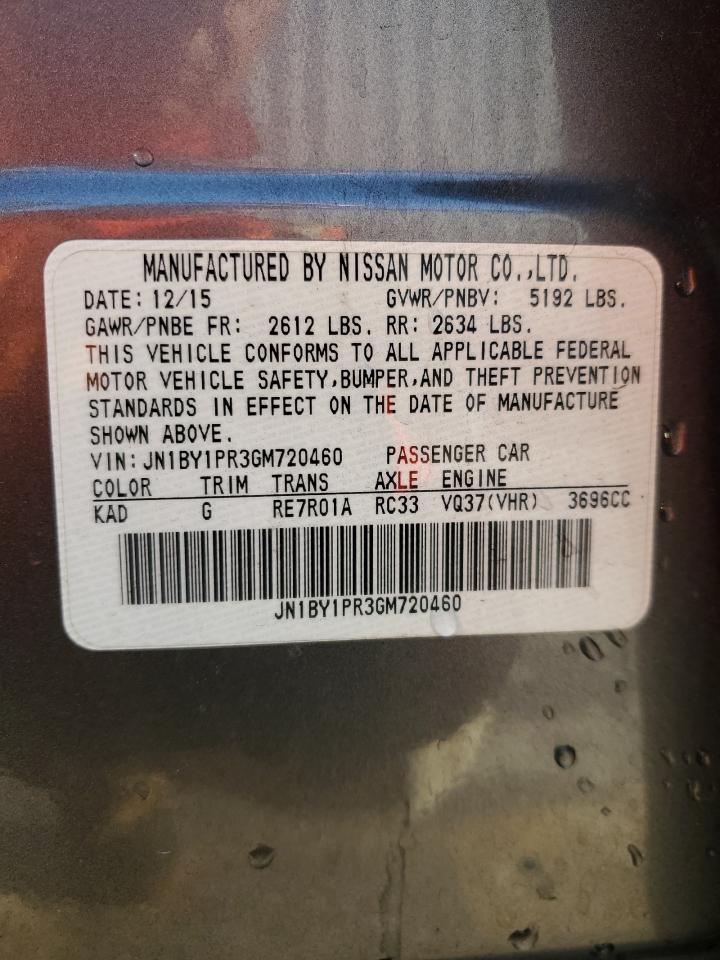 MANUFACTURED BY NISSAN MOTOR CO.,LTD.
DATE: 12/15 GVWR/PNBV: 5192 LBS.
GAWR/PNBE FR: 2612 LBS. RR: 2634 LBS.
THIS VEHICLE CONFORMS TO ALL APPLICABLE FEDERAL
MOTOR VEHICLE SAFETY,BUMPER,AND THEFT PREVENTION
STANDARDS IN EFFECT ON THE DATE OF MANUFACTURE
SHOWN ABOVE.
VIN: JN1BY1PR3GM720460 PASSENGER CAR
COLOR TRIM TRANS AXLE ENGINE
KAD G RE7R01A RC33 VQ37(VHR) 3696CC
JN1BY1PR3GM720460